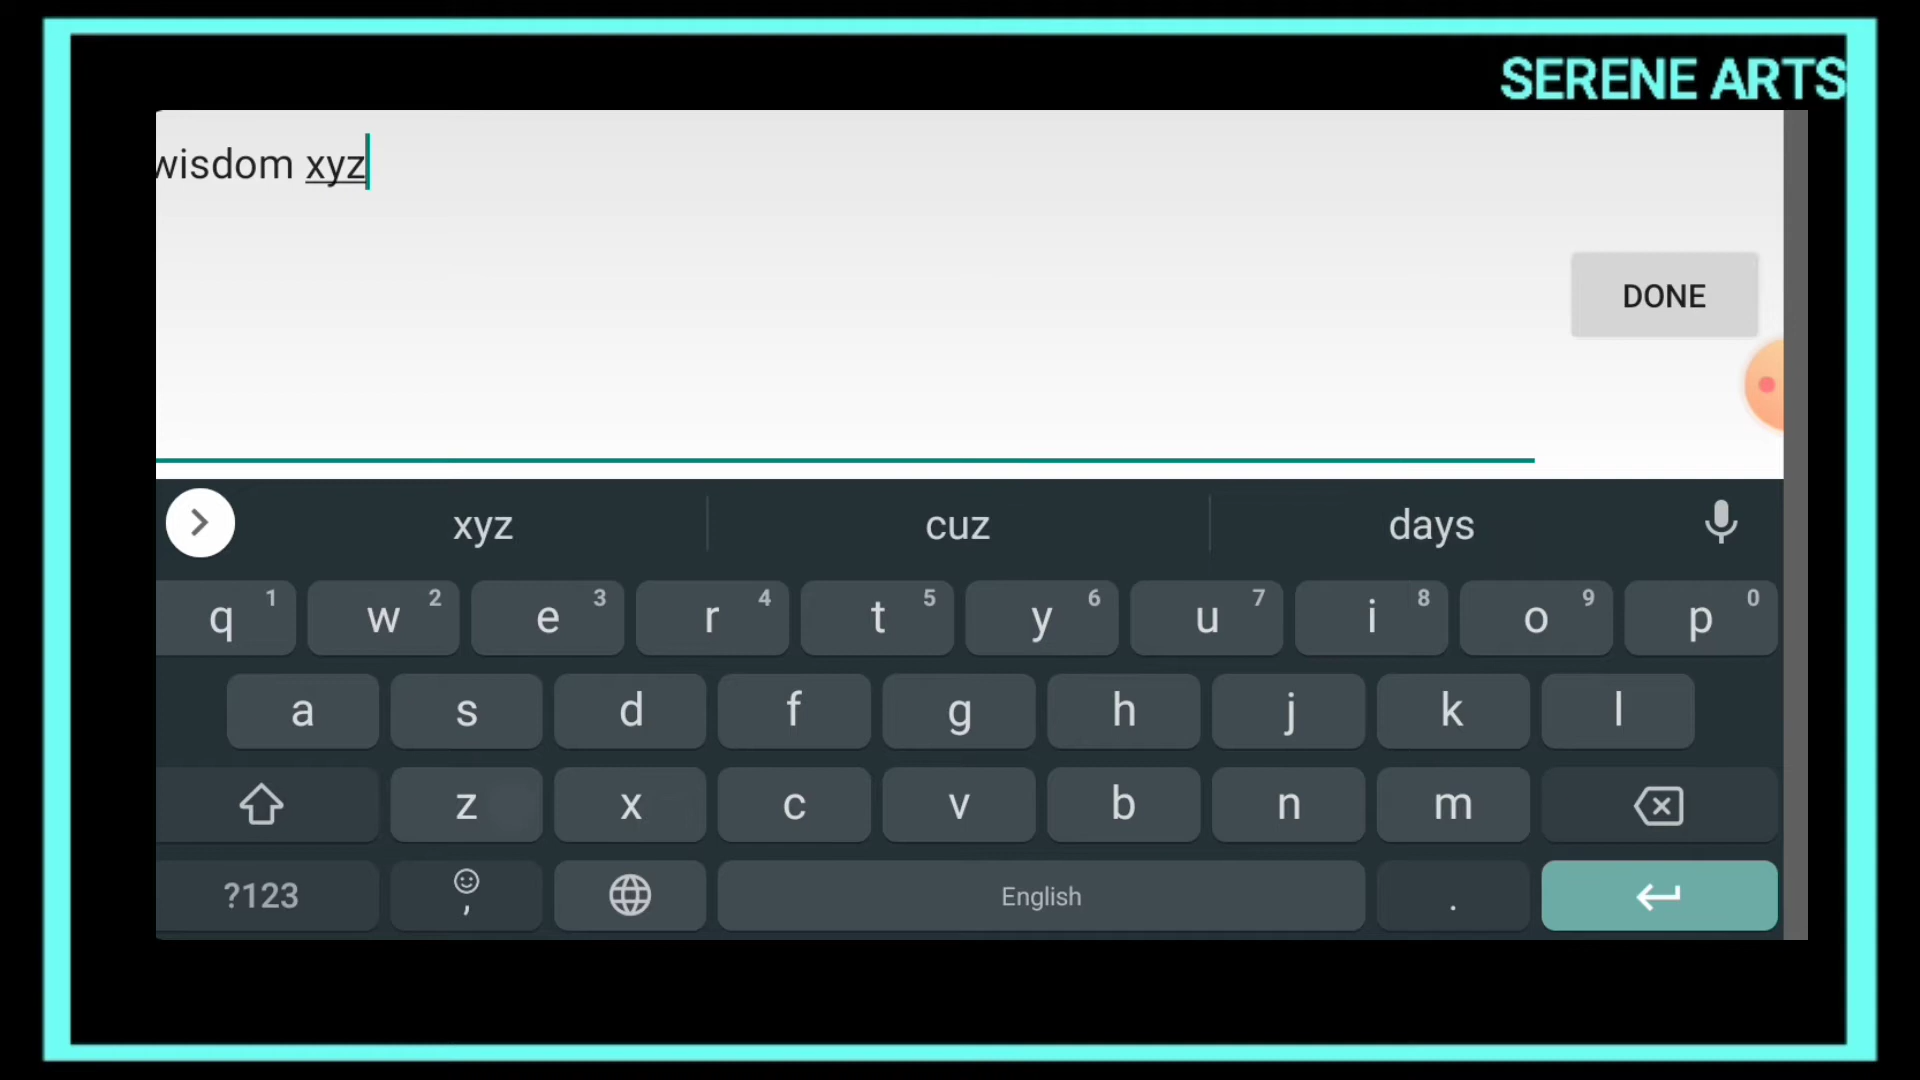 SERENE ARTS
wisdom xyz
DONE
xyz cuz days
q 1 w 2 e 3 r 4 t 5 y 6 u 7 i 8 o 9 p 0
a s d f g h j k l
z x c v b n m
?123 , English .